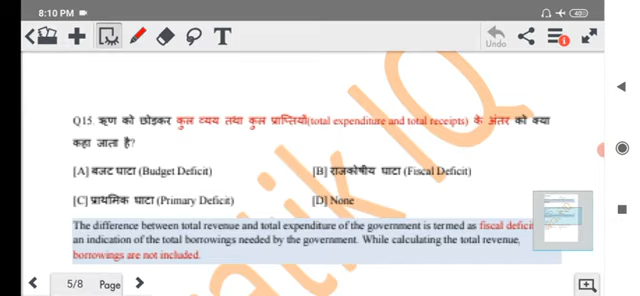 8:10 PM
40
T
Undo
Q15. ऋण को छोड़कर कुल व्यय तथा कुल प्राप्तियों(total expenditure and total receipts) के अंतर को क्या
कहा जाता है?
[A] बजट घाटा (Budget Deficit) [B] राजकोषीय घाटा (Fiscal Deficit)
[C] प्राथमिक घाटा (Primary Deficit) [D] None
The difference between total revenue and total expenditure of the government is termed as fiscal deficit
an indication of the total borrowings needed by the government. While calculating the total revenue,
borrowings are not included.
5/8 Page